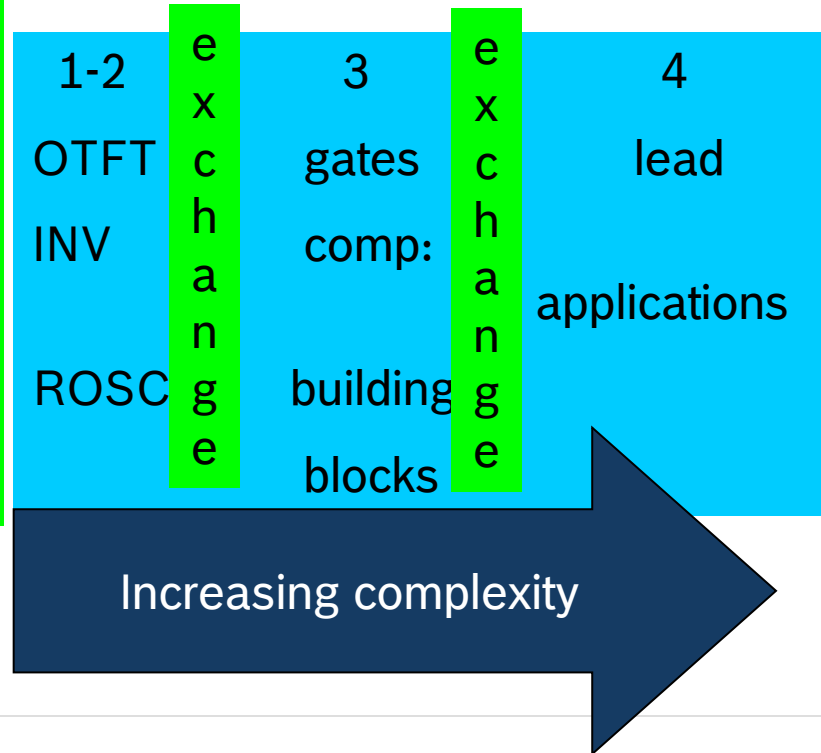 1-2
OTFT
INV
ROSC
exchange
3
gates
comp:
building
blocks
exchange
4
lead
applications
Increasing complexity